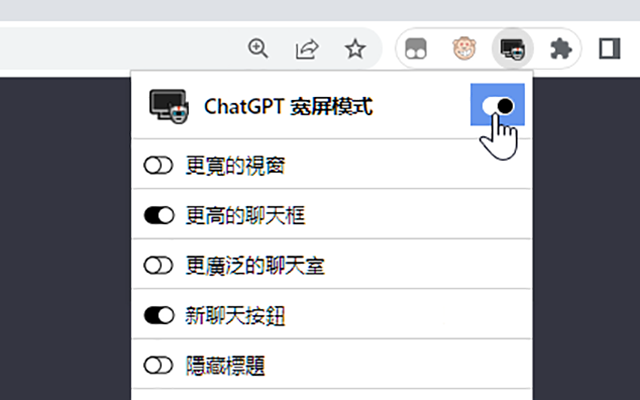 ChatGPT 宽屏模式
更寬的視窗
更高的聊天框
更廣泛的聊天室
新聊天按鈕
隱藏標題